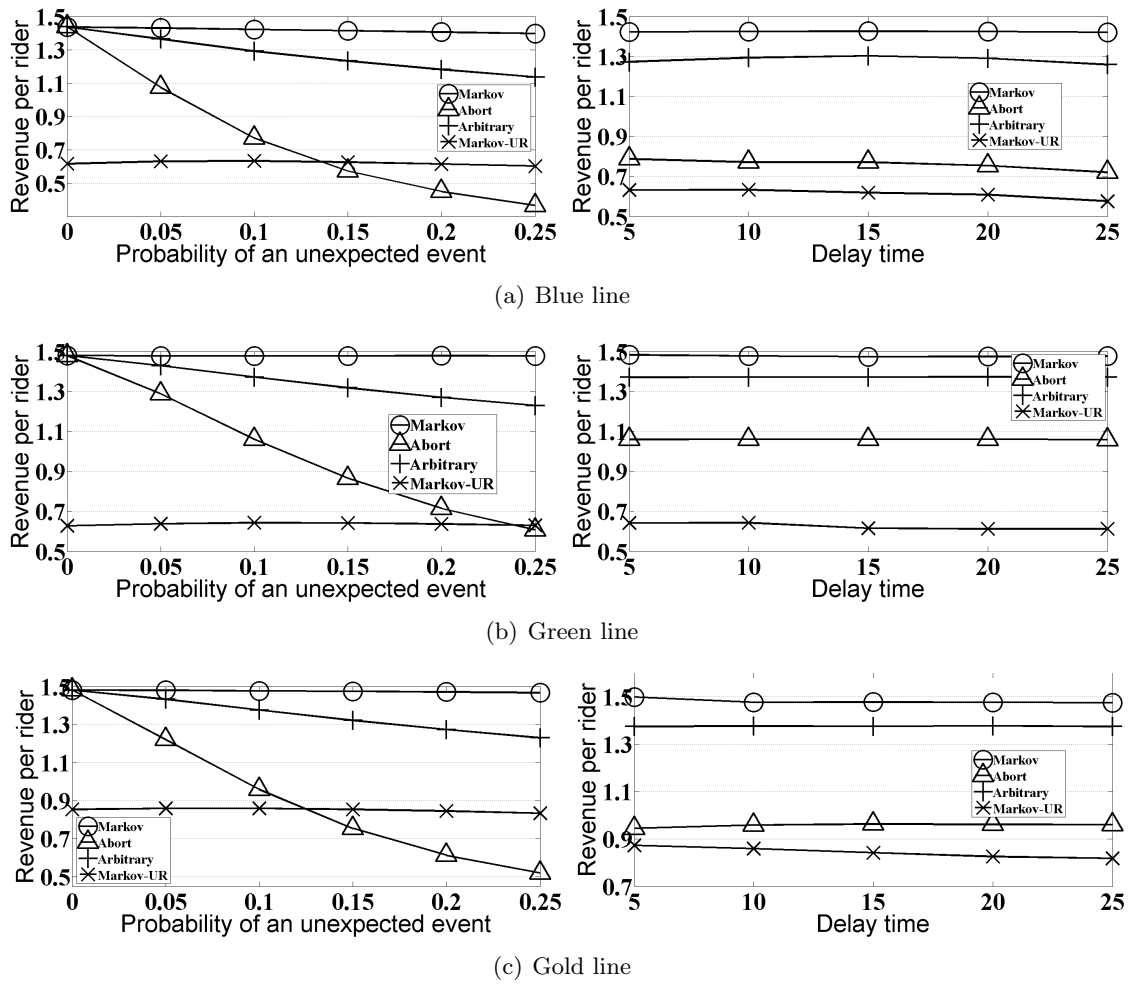 Revenue per rider
1.5
1.3
1.1
0.9
0.7
0.5
0 0.05 0.1 0.15 0.2 0.25
Probability of an unexpected event
Markov
Abort
Arbitrary
Markov-UR
Revenue per rider
1.5
1.3
1.1
0.9
0.7
0.5
5 10 15 20 25
Delay time
Markov
Abort
Arbitrary
Markov-UR
(a) Blue line
Revenue per rider
1.5
1.3
1.1
0.9
0.7
0.5
0 0.05 0.1 0.15 0.2 0.25
Probability of an unexpected event
Markov
Abort
Arbitrary
Markov-UR
Revenue per rider
1.5
1.3
1.1
0.9
0.7
0.5
5 10 15 20 25
Delay time
Markov
Abort
Arbitrary
Markov-UR
(b) Green line
Revenue per rider
1.5
1.3
1.1
0.9
0.7
0.5
0 0.05 0.1 0.15 0.2 0.25
Probability of an unexpected event
Markov
Abort
Arbitrary
Markov-UR
Revenue per rider
1.5
1.3
1.1
0.9
0.7
5 10 15 20 25
Delay time
Markov
Abort
Arbitrary
Markov-UR
(c) Gold line